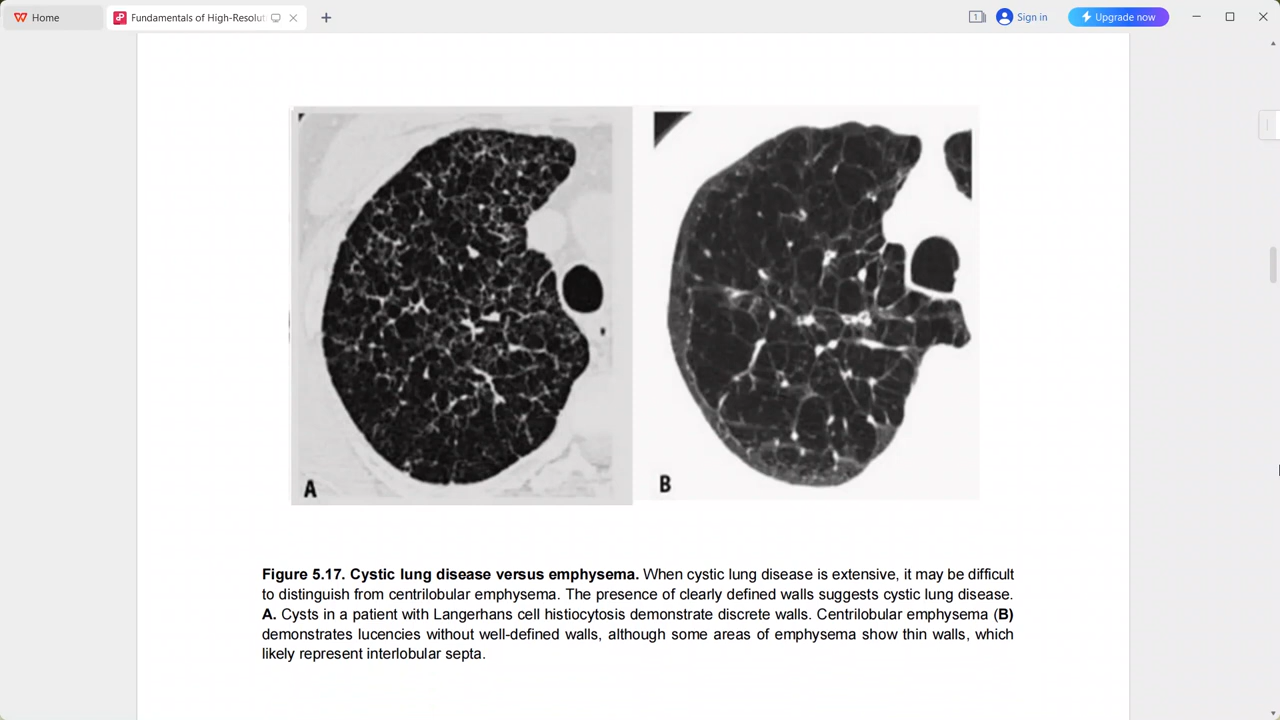 Home
Fundamentals of High-Resolut
1
Sign in
Upgrade now
A
B
Figure 5.17. Cystic lung disease versus emphysema. When cystic lung disease is extensive, it may be difficult
to distinguish from centrilobular emphysema. The presence of clearly defined walls suggests cystic lung disease.
A. Cysts in a patient with Langerhans cell histiocytosis demonstrate discrete walls. Centrilobular emphysema (B)
demonstrates lucencies without well-defined walls, although some areas of emphysema show thin walls, which
likely represent interlobular septa.